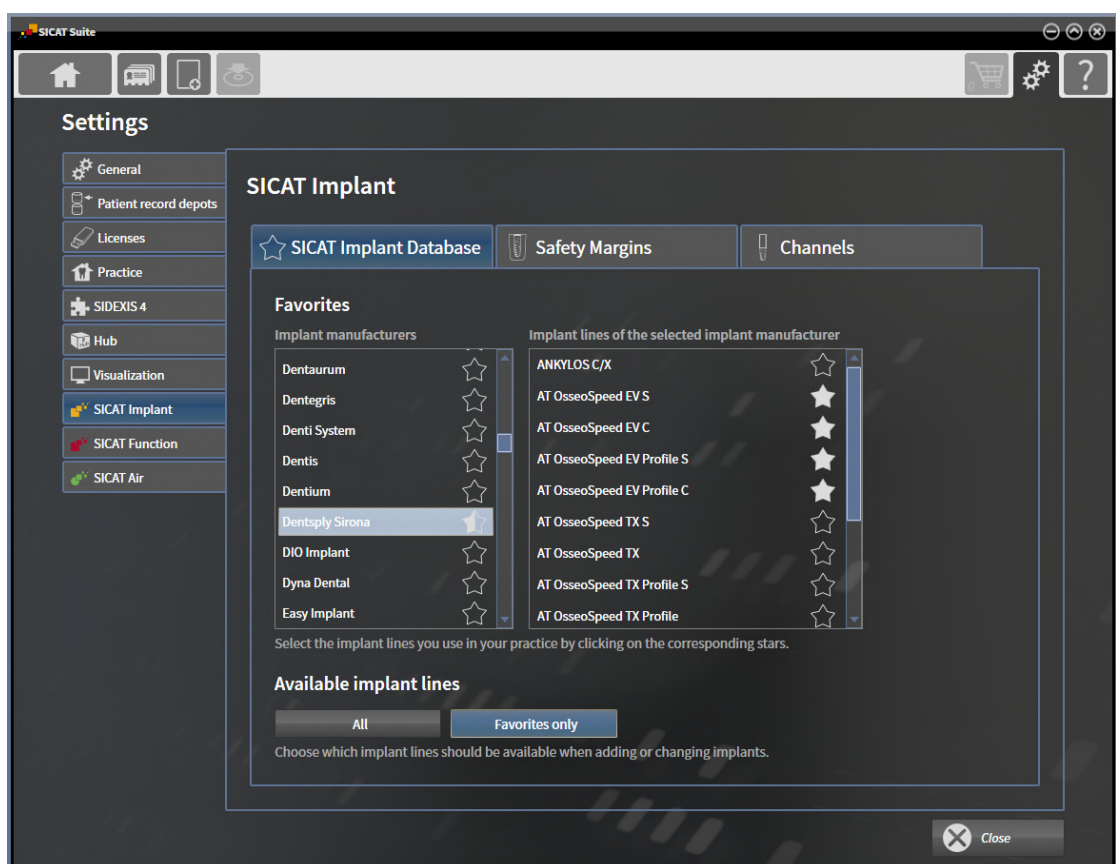 SICAT Suite
0
?
Settings
General
Patient record depots
Licenses
Practice
SIDEXIS 4
Hub
Visualization
SICAT Implant
SICAT Function
SICAT Air
SICAT Implant
SICAT Implant Database
Safety Margins
Channels
Favorites
Implant manufacturers
Dentaurum
Dentegris
Denti System
Dentis
Dentium
Dentsply Sirona
DIO Implant
Dyna Dental
Easy Implant
Implant lines of the selected implant manufacturer
ANKYLOS C/X
AT OsseoSpeed EV S
AT OsseoSpeed EV C
AT OsseoSpeed EV Profile S
AT OsseoSpeed EV Profile C
AT OsseoSpeed TX S
AT OsseoSpeed TX
AT OsseoSpeed TX Profile S
AT OsseoSpeed TX Profile
Select the implant lines you use in your practice by clicking on the corresponding stars.
Available implant lines
All
Favorites only
Choose which implant lines should be available when adding or changing implants.
Close